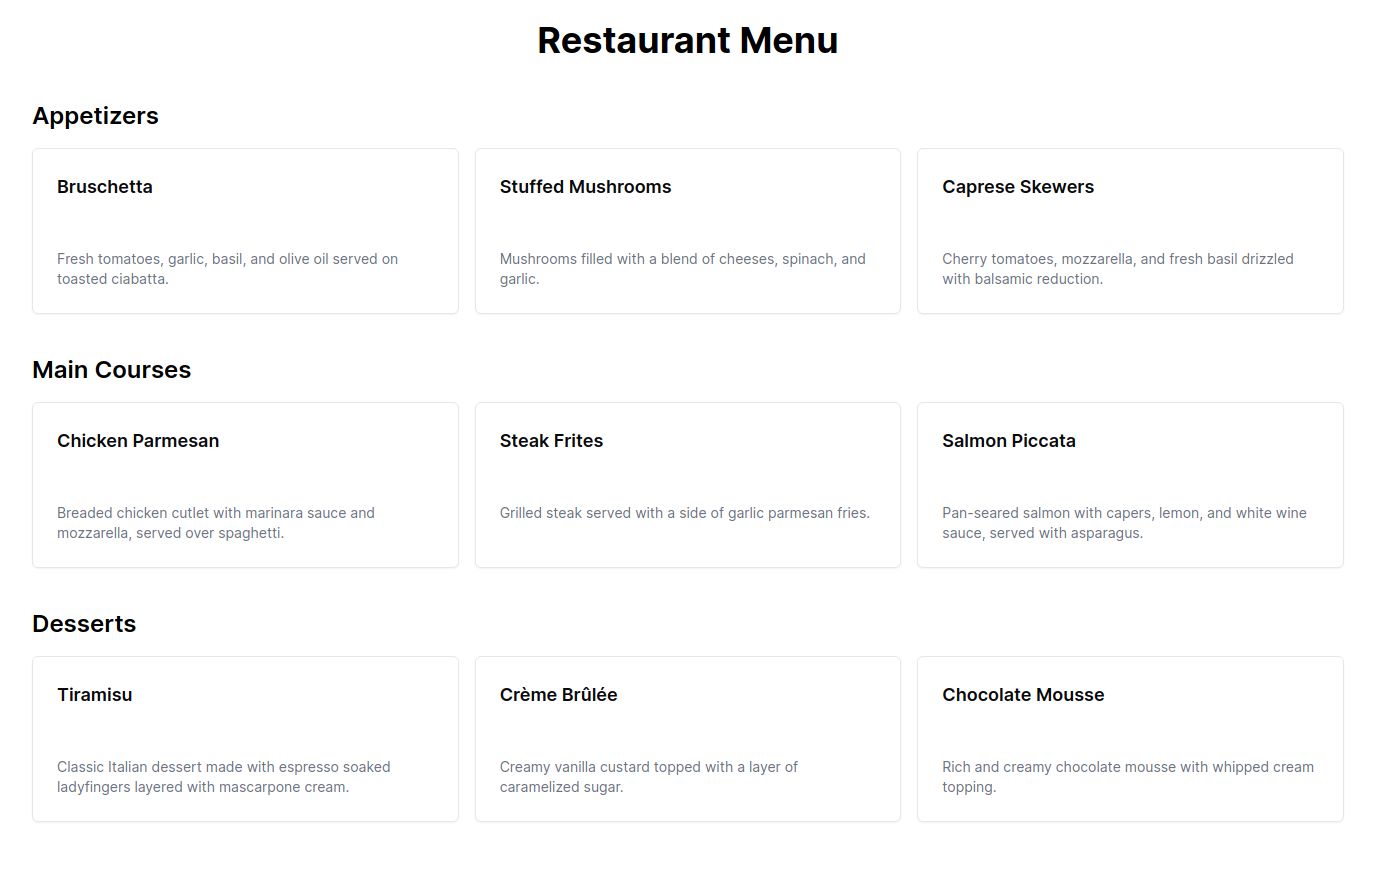 Restaurant Menu
Appetizers
Bruschetta
Fresh tomatoes, garlic, basil, and olive oil served on
toasted ciabatta.
Stuffed Mushrooms
Mushrooms filled with a blend of cheeses, spinach, and
garlic.
Caprese Skewers
Cherry tomatoes, mozzarella, and fresh basil drizzled
with balsamic reduction.
Main Courses
Chicken Parmesan
Breaded chicken cutlet with marinara sauce and
mozzarella, served over spaghetti.
Steak Frites
Grilled steak served with a side of garlic parmesan fries.
Salmon Piccata
Pan-seared salmon with capers, lemon, and white wine
sauce, served with asparagus.
Desserts
Tiramisu
Classic Italian dessert made with espresso soaked
ladyfingers layered with mascarpone cream.
Crème Brûlée
Creamy vanilla custard topped with a layer of
caramelized sugar.
Chocolate Mousse
Rich and creamy chocolate mousse with whipped cream
topping.